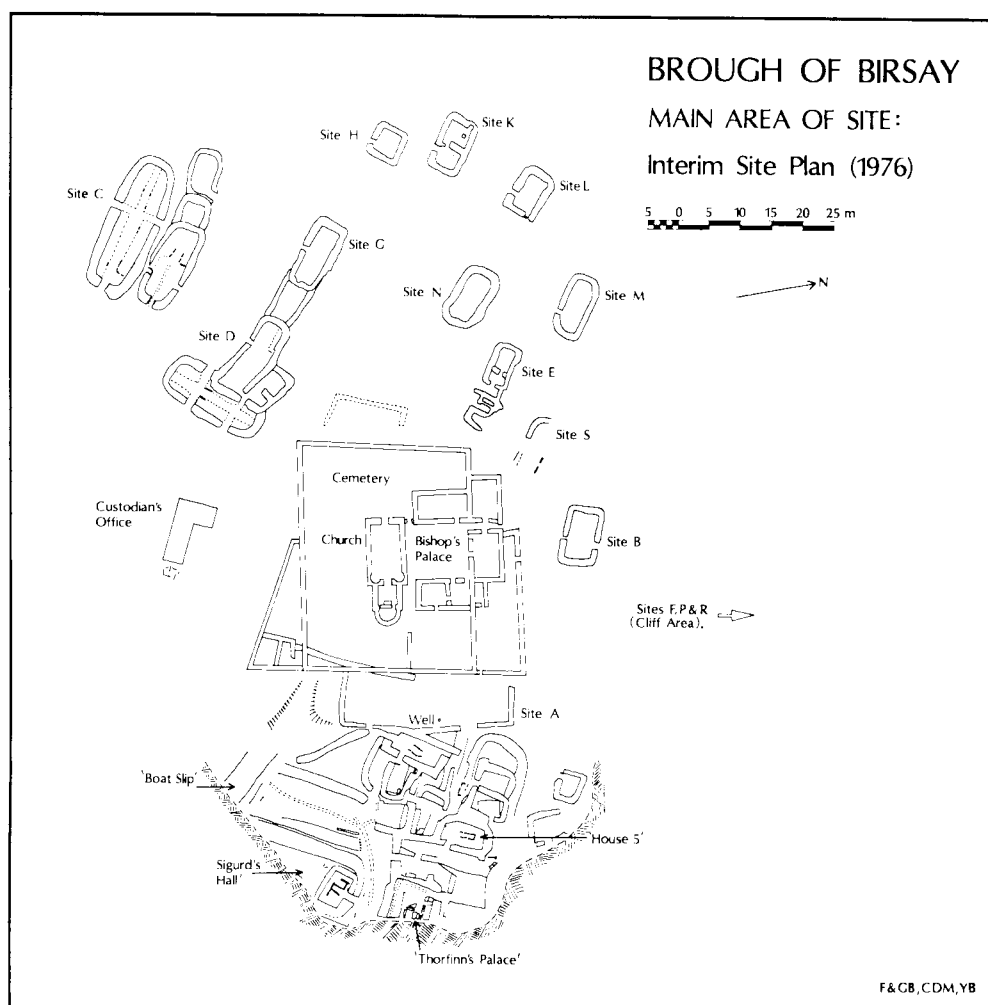 BROUGH OF BIRSAY
MAIN AREA OF SITE:
Interim Site Plan (1976)
5 0 5 10 15 20 25 m
N
Site H
Site K
Site L
Site C
Site G
Site N
Site M
Site D
Site E
Site S
Cemetery
Custodian's
Office
Church
Bishop's
Palace
Site B
Sites F,P & R
(Cliff Area).
Site A
Well
'Boat Slip'
'House 5'
'Sigurd's
Hall'
'Thorfinn's Palace'
F & GB, CDM, YB